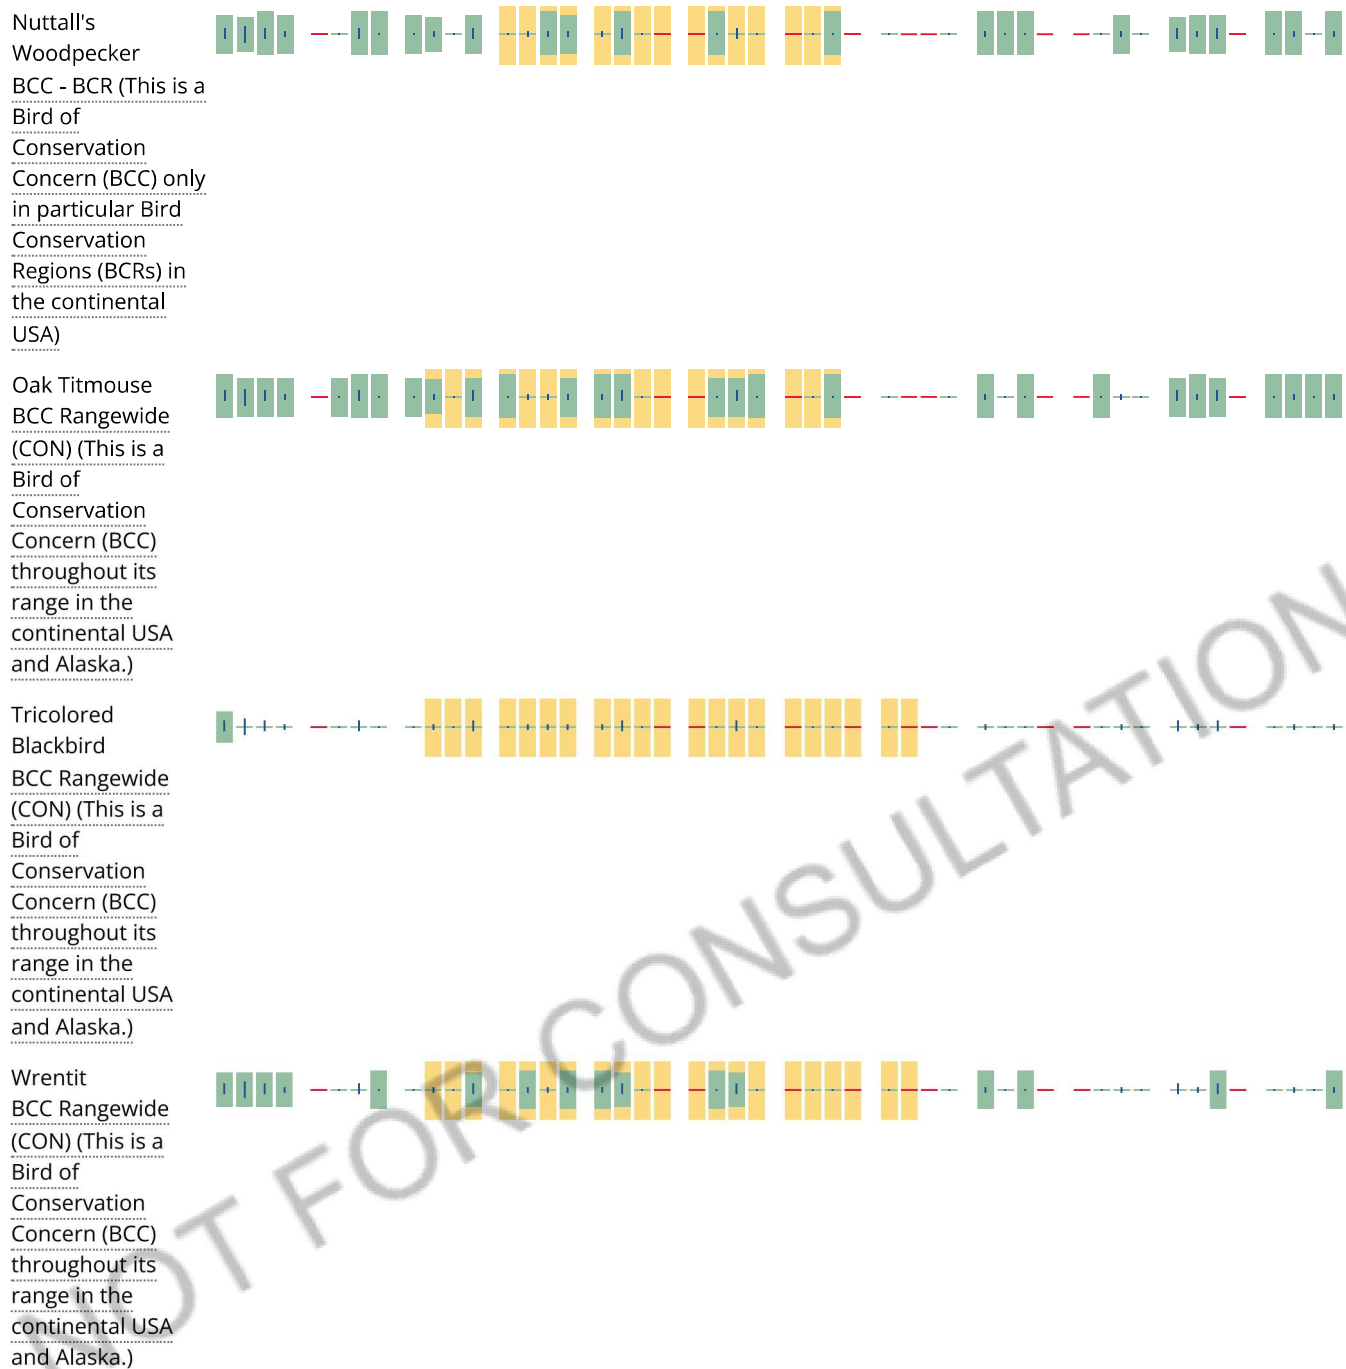 Nuttall's
Woodpecker
BCC - BCR (This is a
Bird of
Conservation
Concern (BCC) only
in particular Bird
Conservation
Regions (BCRs) in
the continental
USA)
Oak Titmouse
BCC Rangewide
(CON) (This is a
Bird of
Conservation
Concern (BCC)
throughout its
range in the
continental USA
and Alaska.)
Tricolored
Blackbird
BCC Rangewide
(CON) (This is a
Bird of
Conservation
Concern (BCC)
throughout its
range in the
continental USA
and Alaska.)
Wrentit
BCC Rangewide
(CON) (This is a
Bird of
Conservation
Concern (BCC)
throughout its
range in the
continental USA
and Alaska.)
NOT FOR CONSULTATION